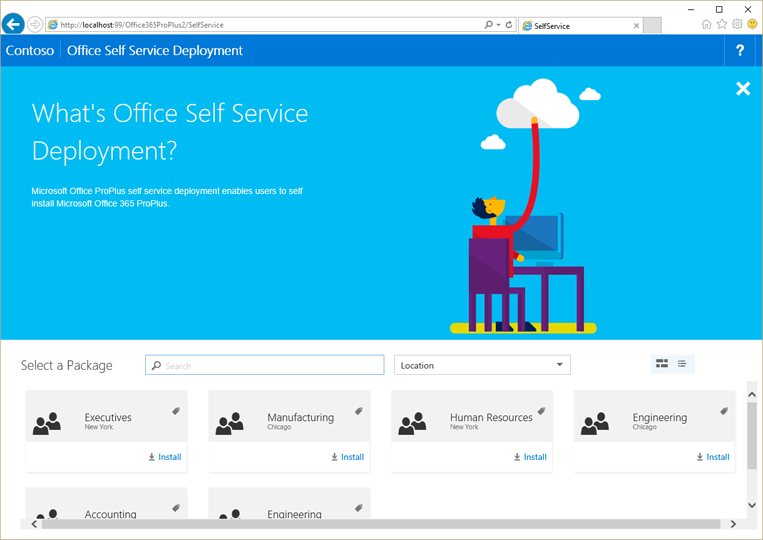 http://localhost:99/Office365ProPlus2/SelfService
SelfService
Contoso
Office Self Service Deployment
?
What's Office Self Service
Deployment?
Microsoft Office ProPlus self service deployment enables users to self
install Microsoft Office 365 ProPlus.
Select a Package
Search
Location
Executives
New York
Install
Manufacturing
Chicago
Install
Human Resources
New York
Install
Engineering
Chicago
Install
Accounting
Engineering